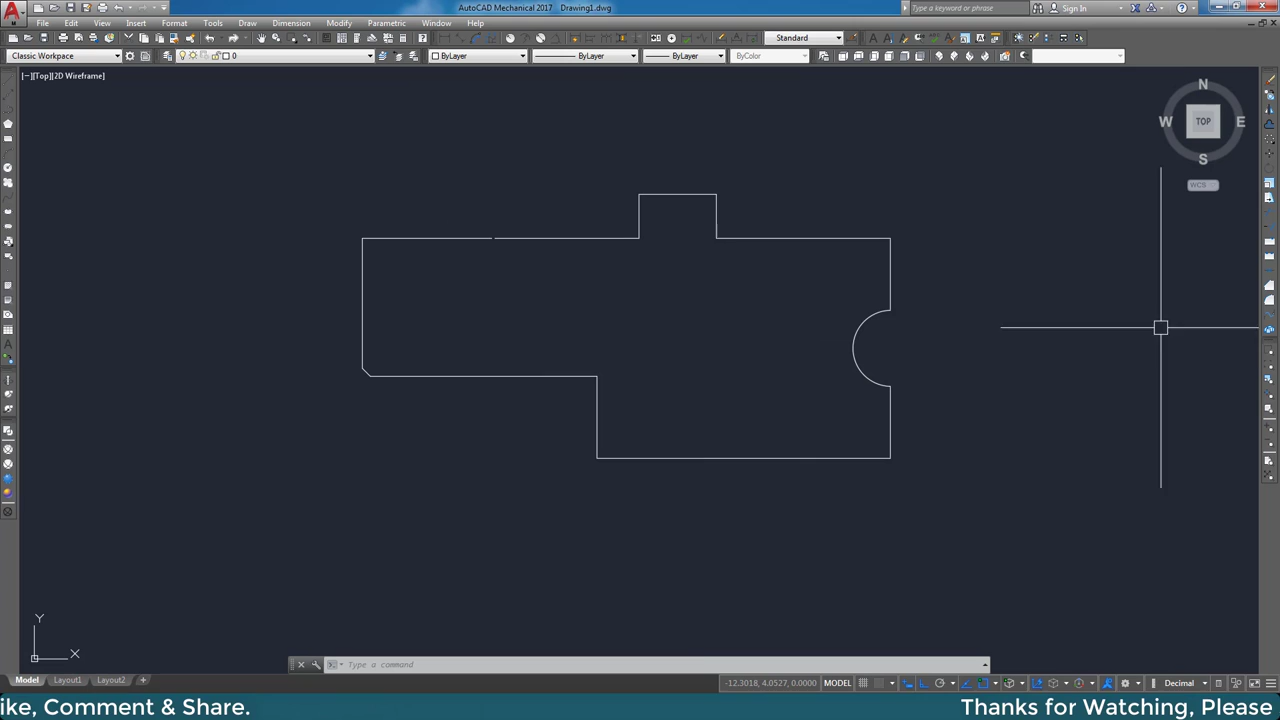 AutoCAD Mechanical 2017 Drawing1.dwg
Type a keyword or phrase
Sign In
File Edit View Insert Format Tools Draw Dimension Modify Parametric Window Help
Standard
Classic Workspace
0
ByLayer
ByLayer
ByLayer
ByColor
[−][Top][2D Wireframe]
N
W TOP E
S
WCS
Y
X
Type a command
Model Layout1 Layout2 +
-12.3018, 4.0527, 0.0000 MODEL
Decimal
ike, Comment & Share.
Thanks for Watching, Please